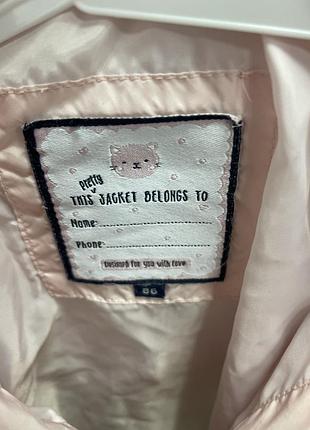 pretty
THIS JACKET BELONGS TO
Name:
Phone:
Designed for you with love
86